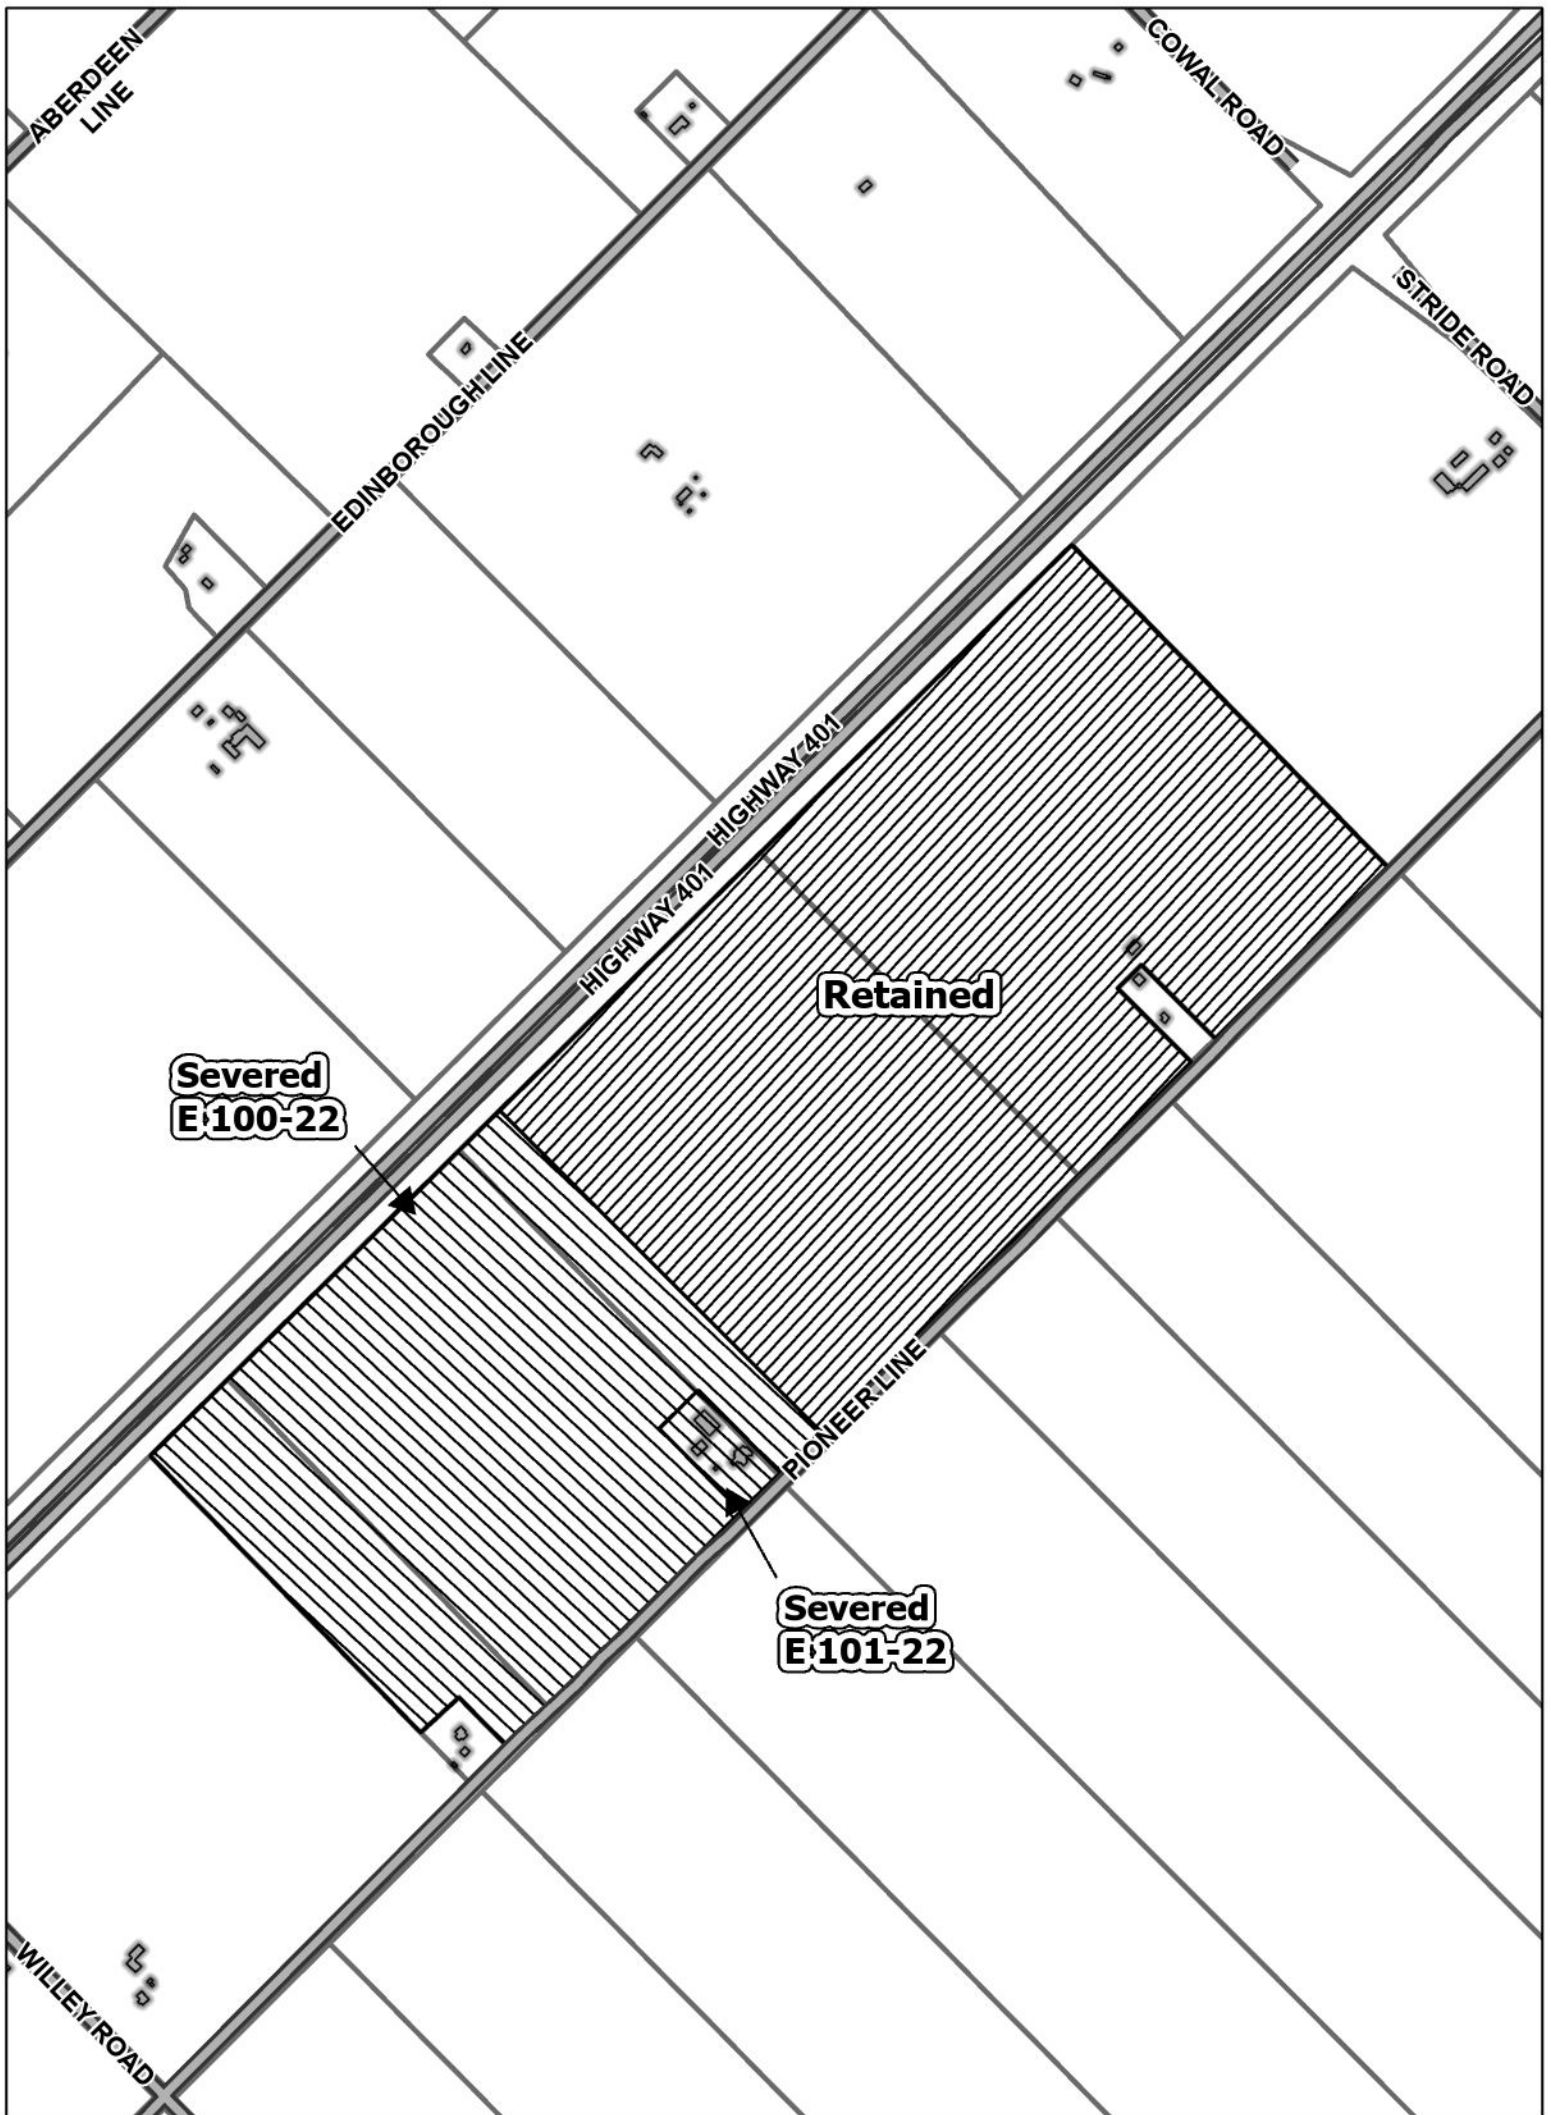 ABERDEEN
LINE
COWAL ROAD
STRIDE ROAD
EDINBOROUGH LINE
HIGHWAY 401
HIGHWAY 401
Retained
Severed
E 100-22
PIONEER LINE
Severed
E 101-22
WILLEY ROAD